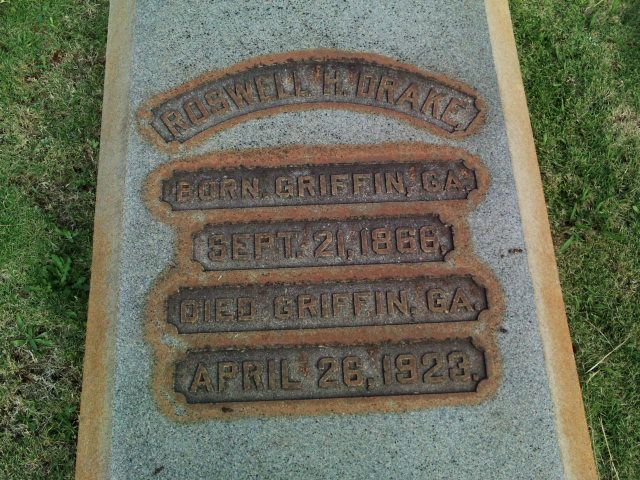 ROSWELL H. DRAKE
BORN GRIFFIN, GA.
SEPT. 21, 1866.
DIED GRIFFIN, GA.
APRIL 26, 1923.